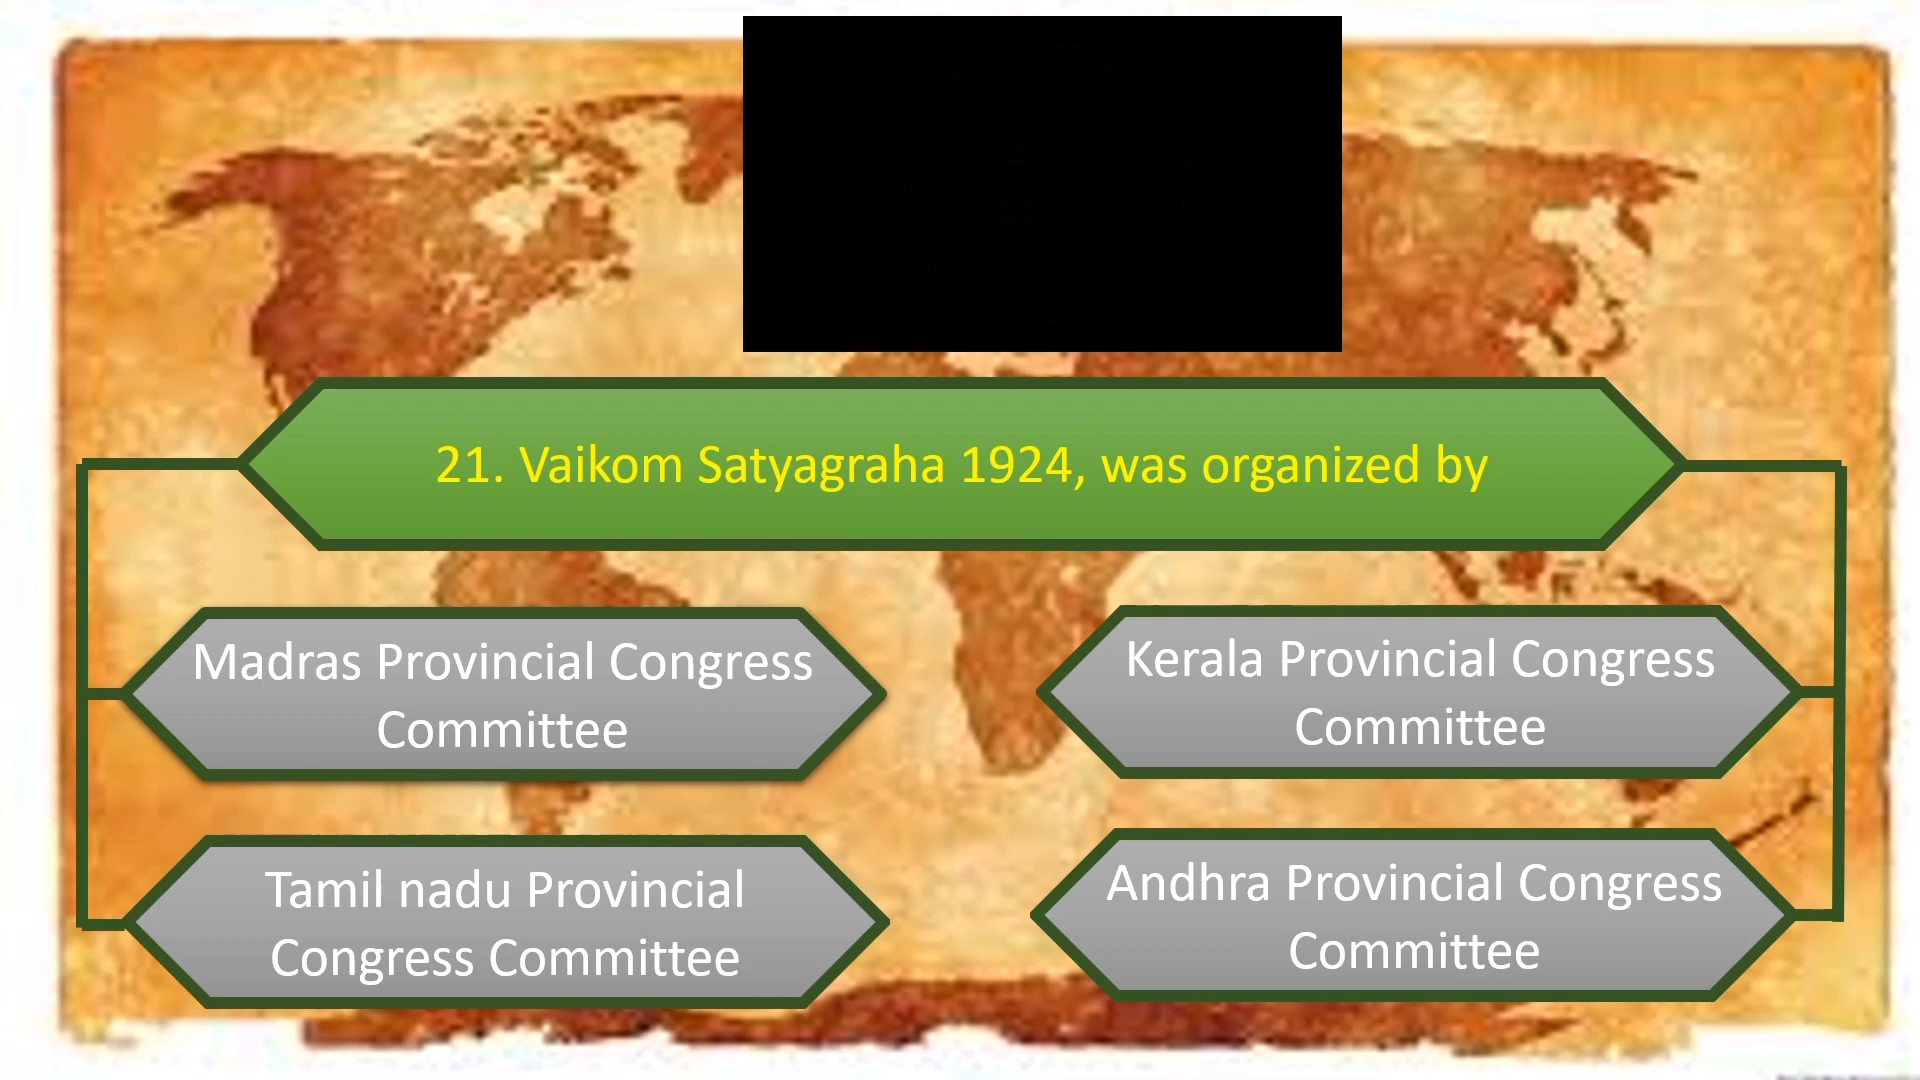 21. Vaikom Satyagraha 1924, was organized by
Madras Provincial Congress
Committee
Kerala Provincial Congress
Committee
Tamil nadu Provincial
Congress Committee
Andhra Provincial Congress
Committee